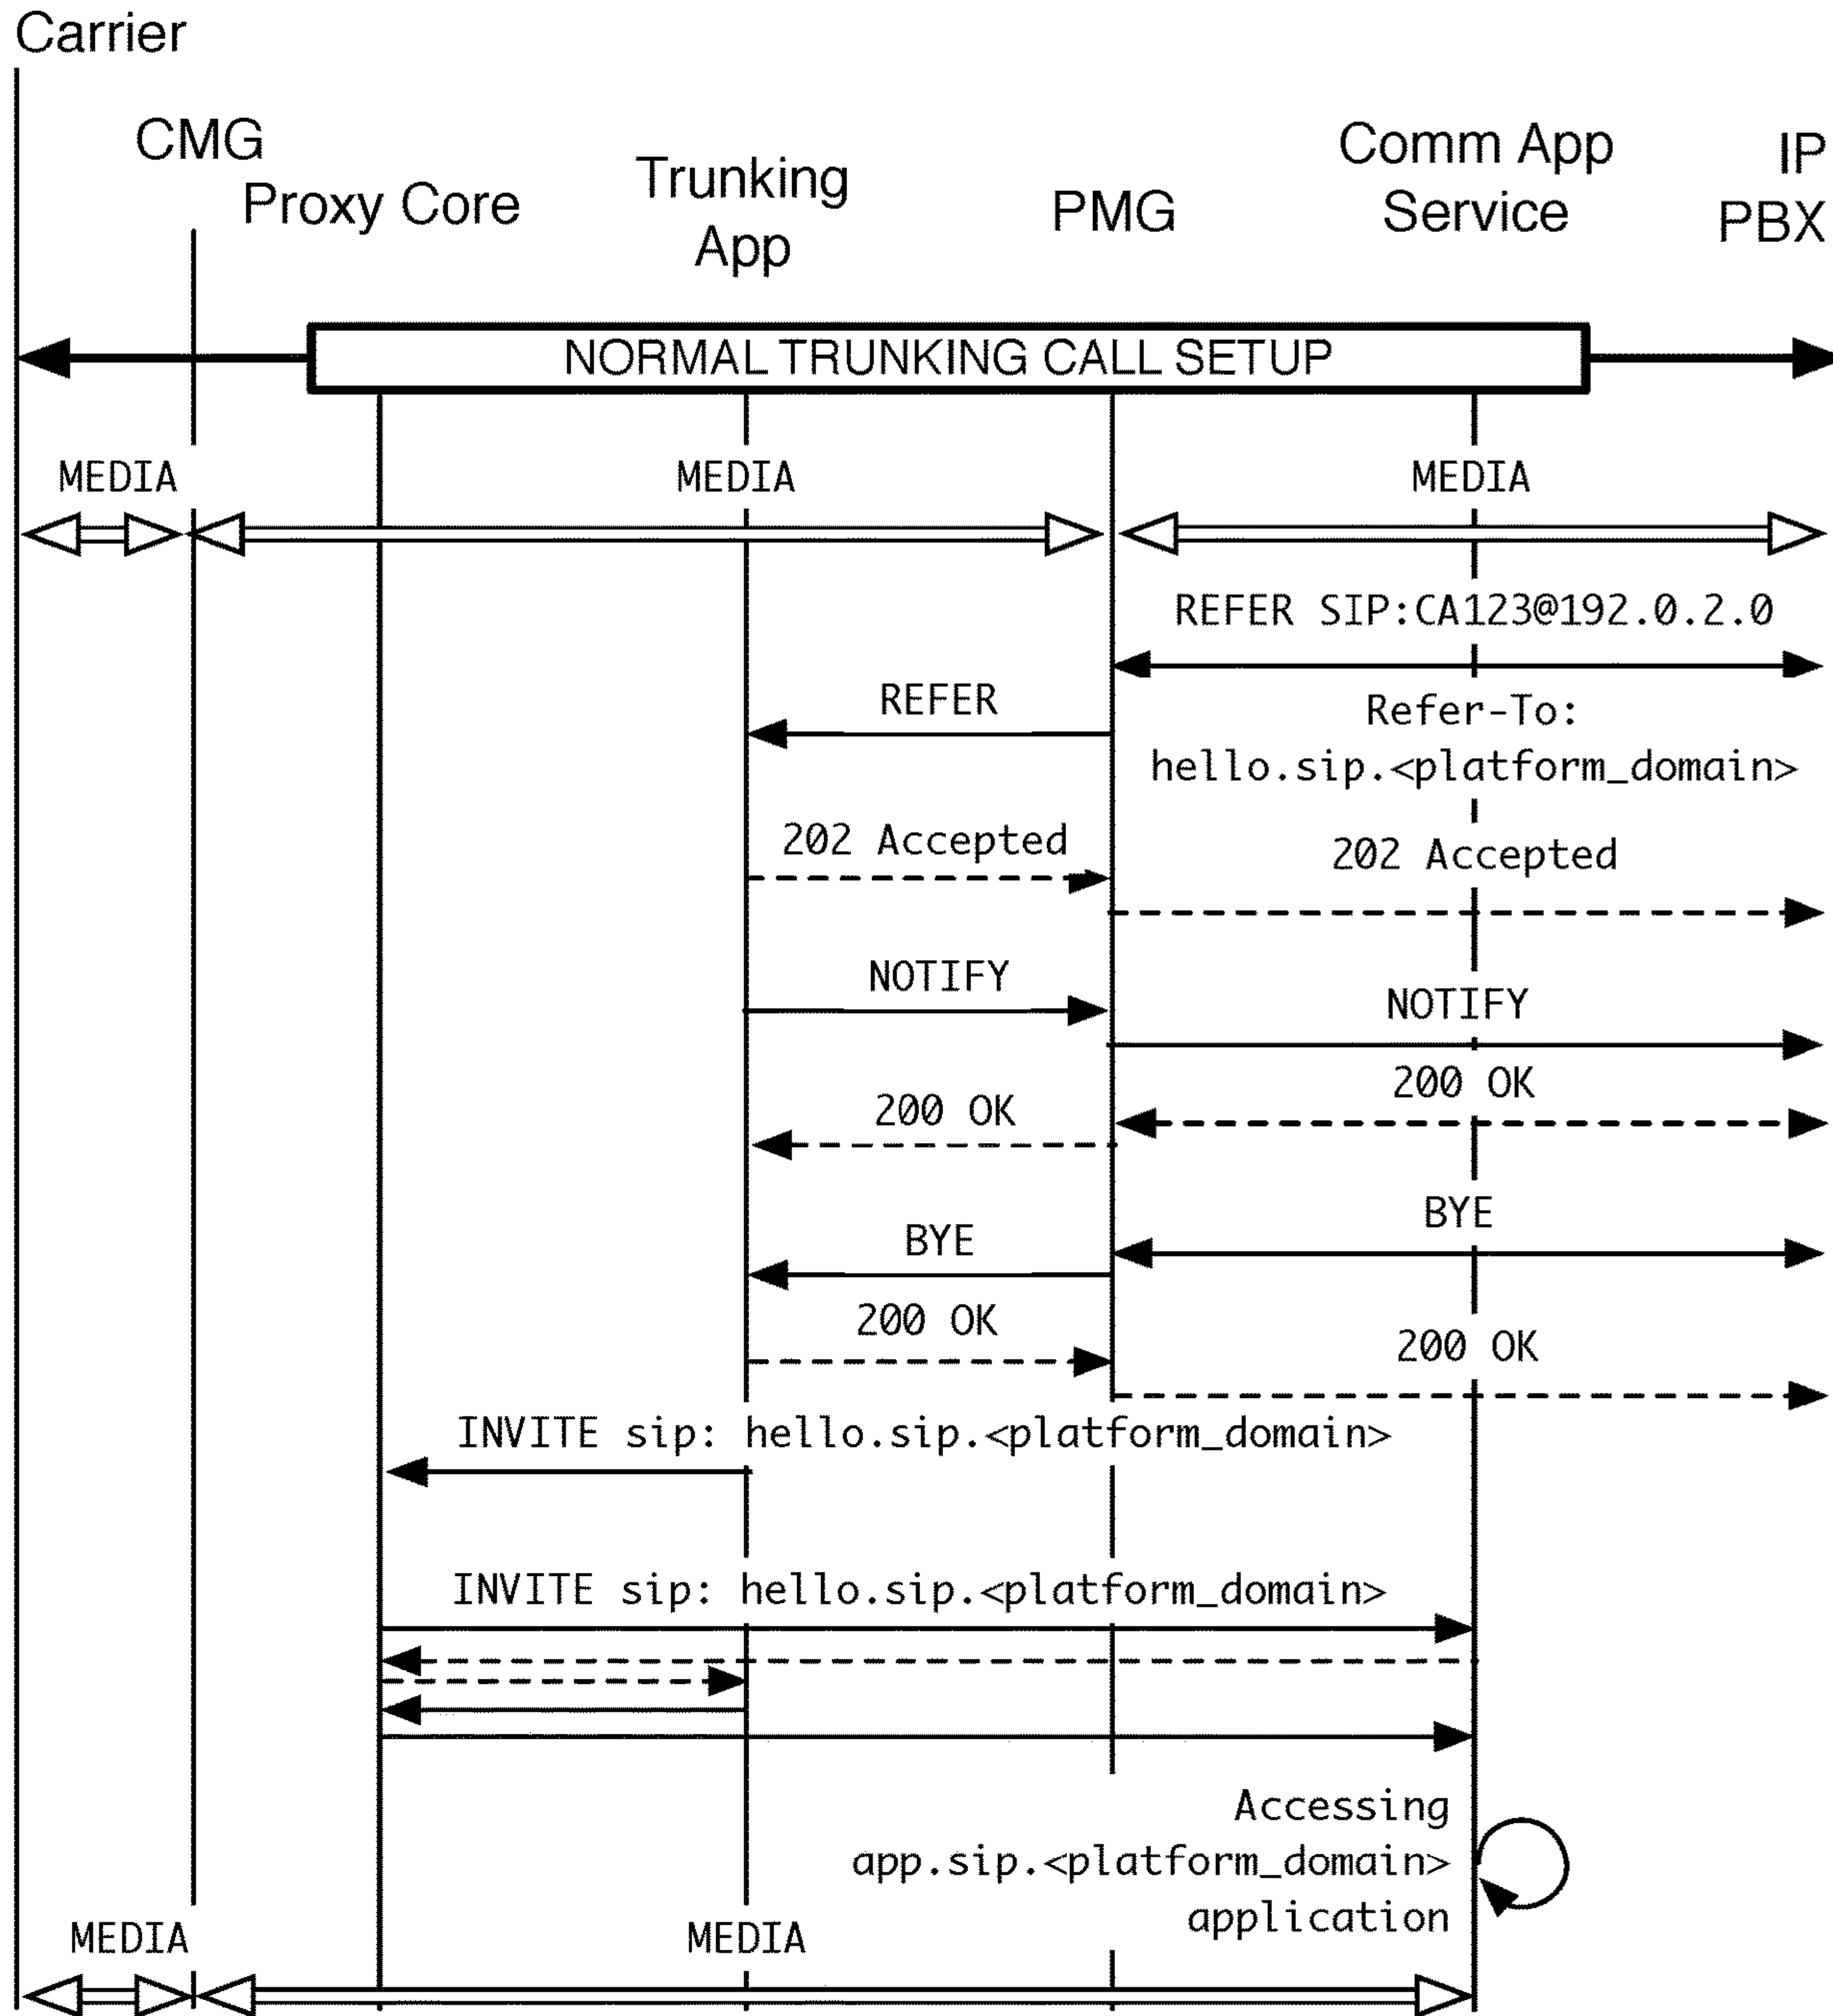 Carrier
CMG
Proxy Core
Trunking
App
PMG
Comm App
Service
IP
PBX
NORMAL TRUNKING CALL SETUP
MEDIA
MEDIA
MEDIA
REFER SIP:CA123@192.0.2.0
REFER
Refer-To:
hello.sip.<platform_domain>
202 Accepted
202 Accepted
NOTIFY
NOTIFY
200 OK
200 OK
BYE
BYE
200 OK
200 OK
INVITE sip: hello.sip.<platform_domain>
INVITE sip: hello.sip.<platform_domain>
Accessing
app.sip.<platform_domain>
application
MEDIA
MEDIA